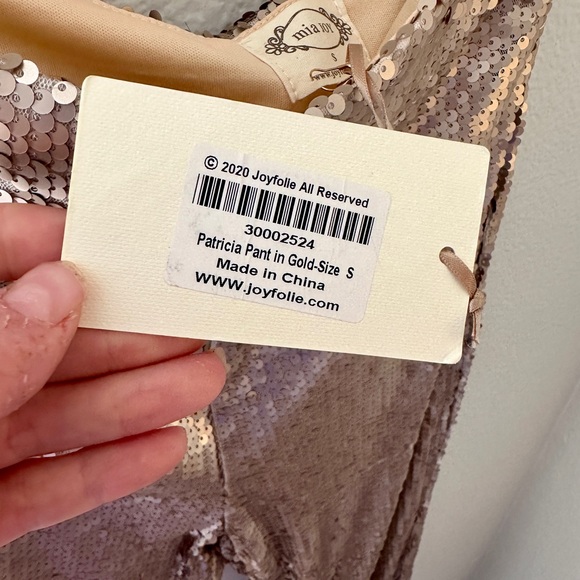 mia JOY
S
© 2020 Joyfolie All Reserved
30002524
Patricia Pant in Gold-Size S
Made in China
www.joyfolie.com